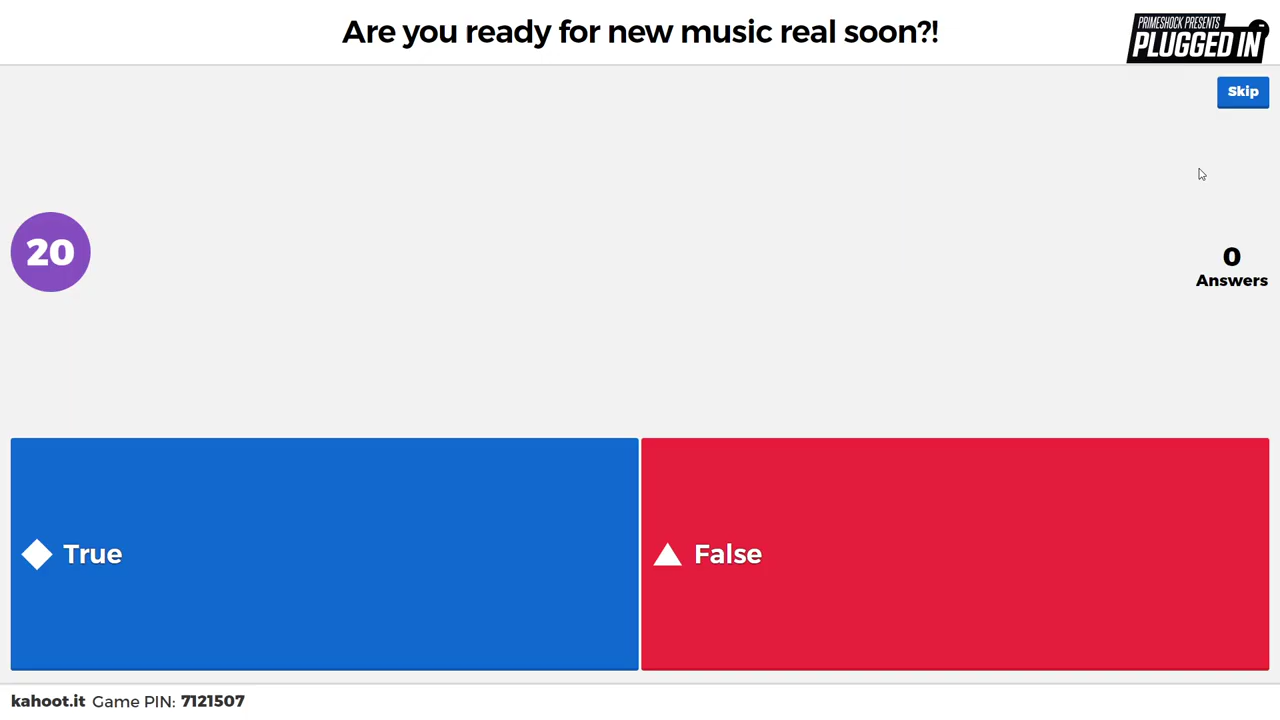 Are you ready for new music real soon?!
PRIMESHOCK PRESENTS
PLUGGED IN
Skip
20
0
Answers
True
False
kahoot.it Game PIN: 7121507